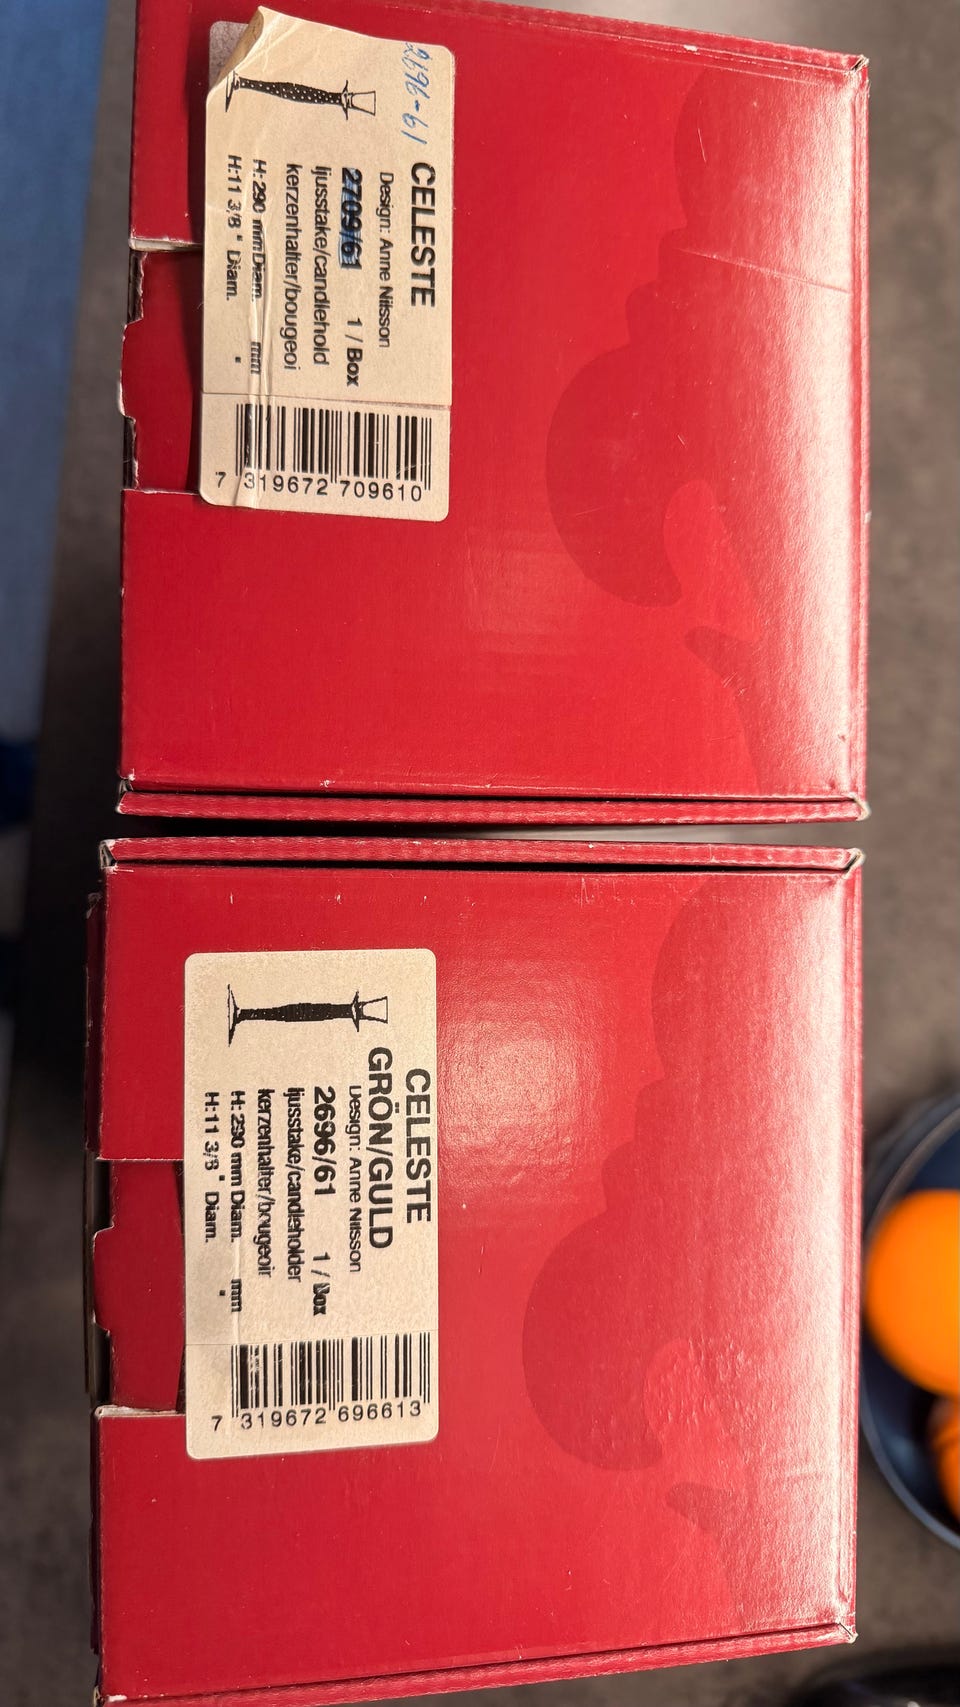 2696-61
CELESTE
Design: Anne Nilsson
2709/61 1 / Box
ljusstake/candlehold
kerzenhalter/bougeoi
H: 290 mm Diam. mm
H:11 3/8 " Diam. "
7 319672 709610
CELESTE
GRÖN/GULD
Design: Anne Nilsson
2696/61 1 / Box
ljusstake/candleholder
kerzenhalter/bougeoir
H: 290 mm Diam. mm
H:11 3/8 " Diam. "
7 319672 696613